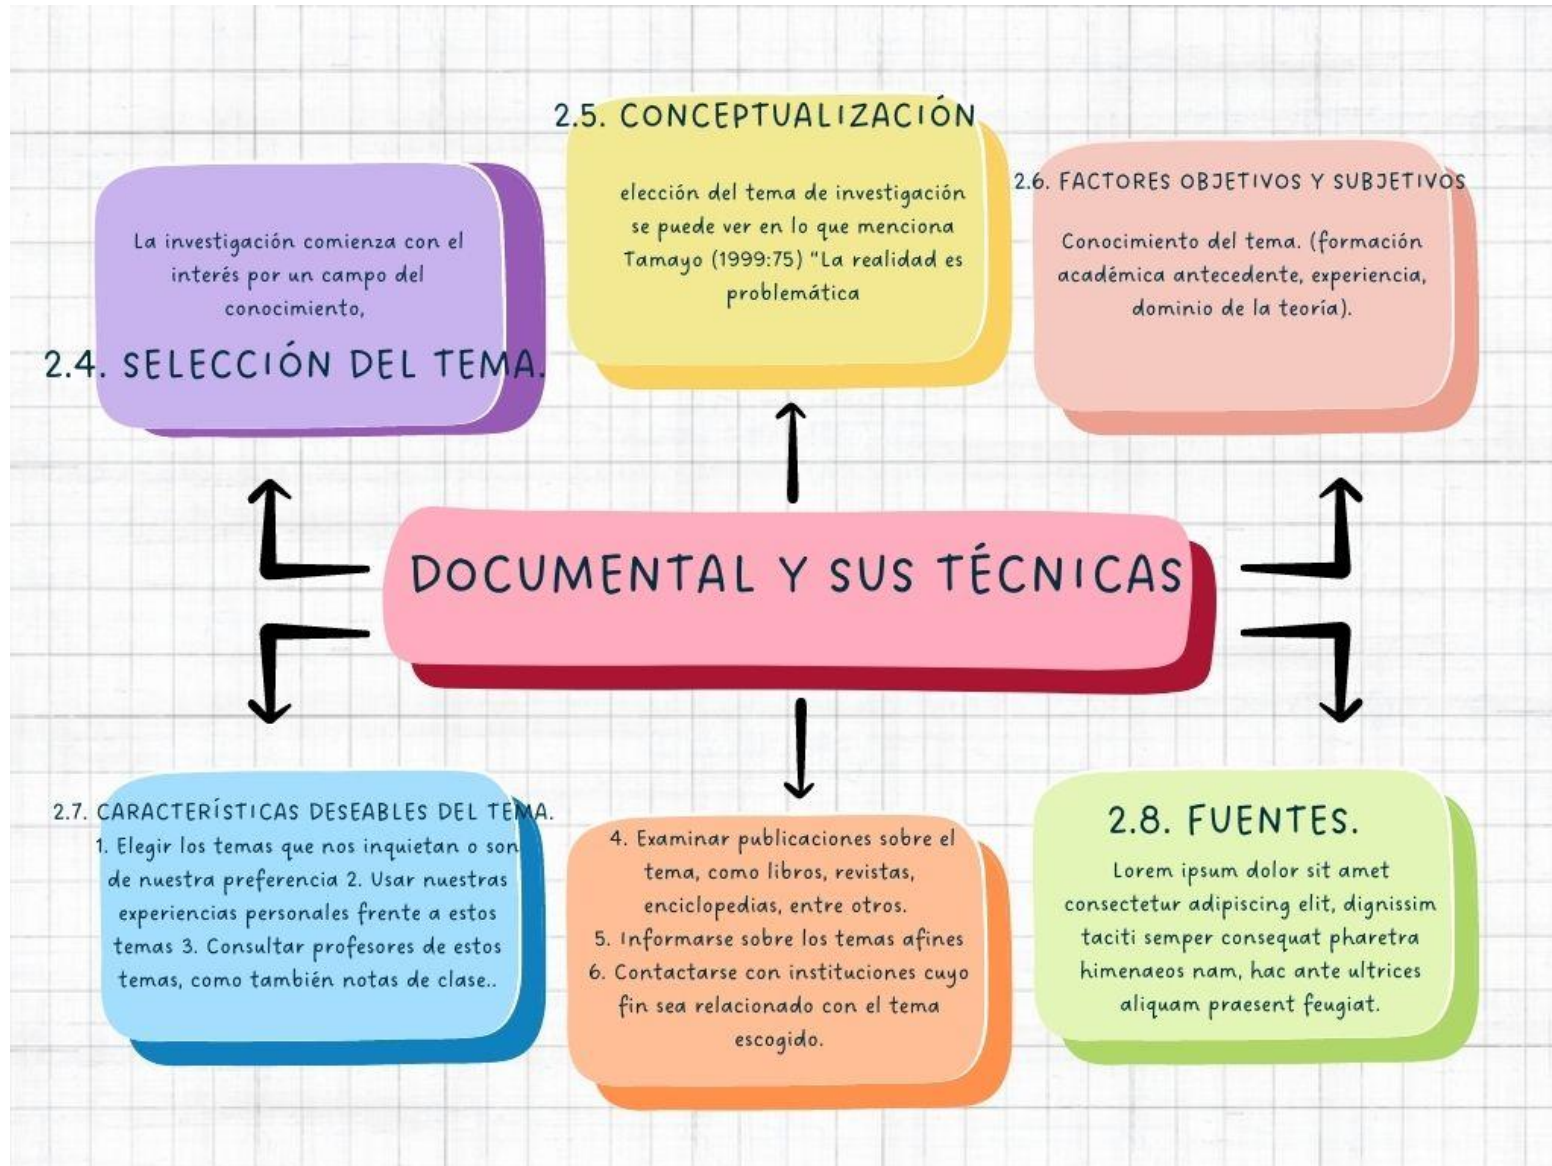 La investigación comienza con el
interés por un campo del
conocimiento,
2.4. SELECCIÓN DEL TEMA.
2.5. CONCEPTUALIZACIÓN
elección del tema de investigación
se puede ver en lo que menciona
Tamayo (1999:75) "La realidad es
problemática
2.6. FACTORES OBJETIVOS Y SUBJETIVOS
Conocimiento del tema. (formación
académica antecedente, experiencia,
dominio de la teoría).
DOCUMENTAL Y SUS TÉCNICAS
2.7. CARACTERÍSTICAS DESEABLES DEL TEMA.
1. Elegir los temas que nos inquietan o son
de nuestra preferencia 2. Usar nuestras
experiencias personales frente a estos
temas 3. Consultar profesores de estos
temas, como también notas de clase..
4. Examinar publicaciones sobre el
tema, como libros, revistas,
enciclopedias, entre otros.
5. Informarse sobre los temas afines
6. Contactarse con instituciones cuyo
fin sea relacionado con el tema
escogido.
2.8. FUENTES.
Lorem ipsum dolor sit amet
consectetur adipiscing elit, dignissim
taciti semper consequat pharetra
himenaeos nam, hac ante ultrices
aliquam praesent feugiat.